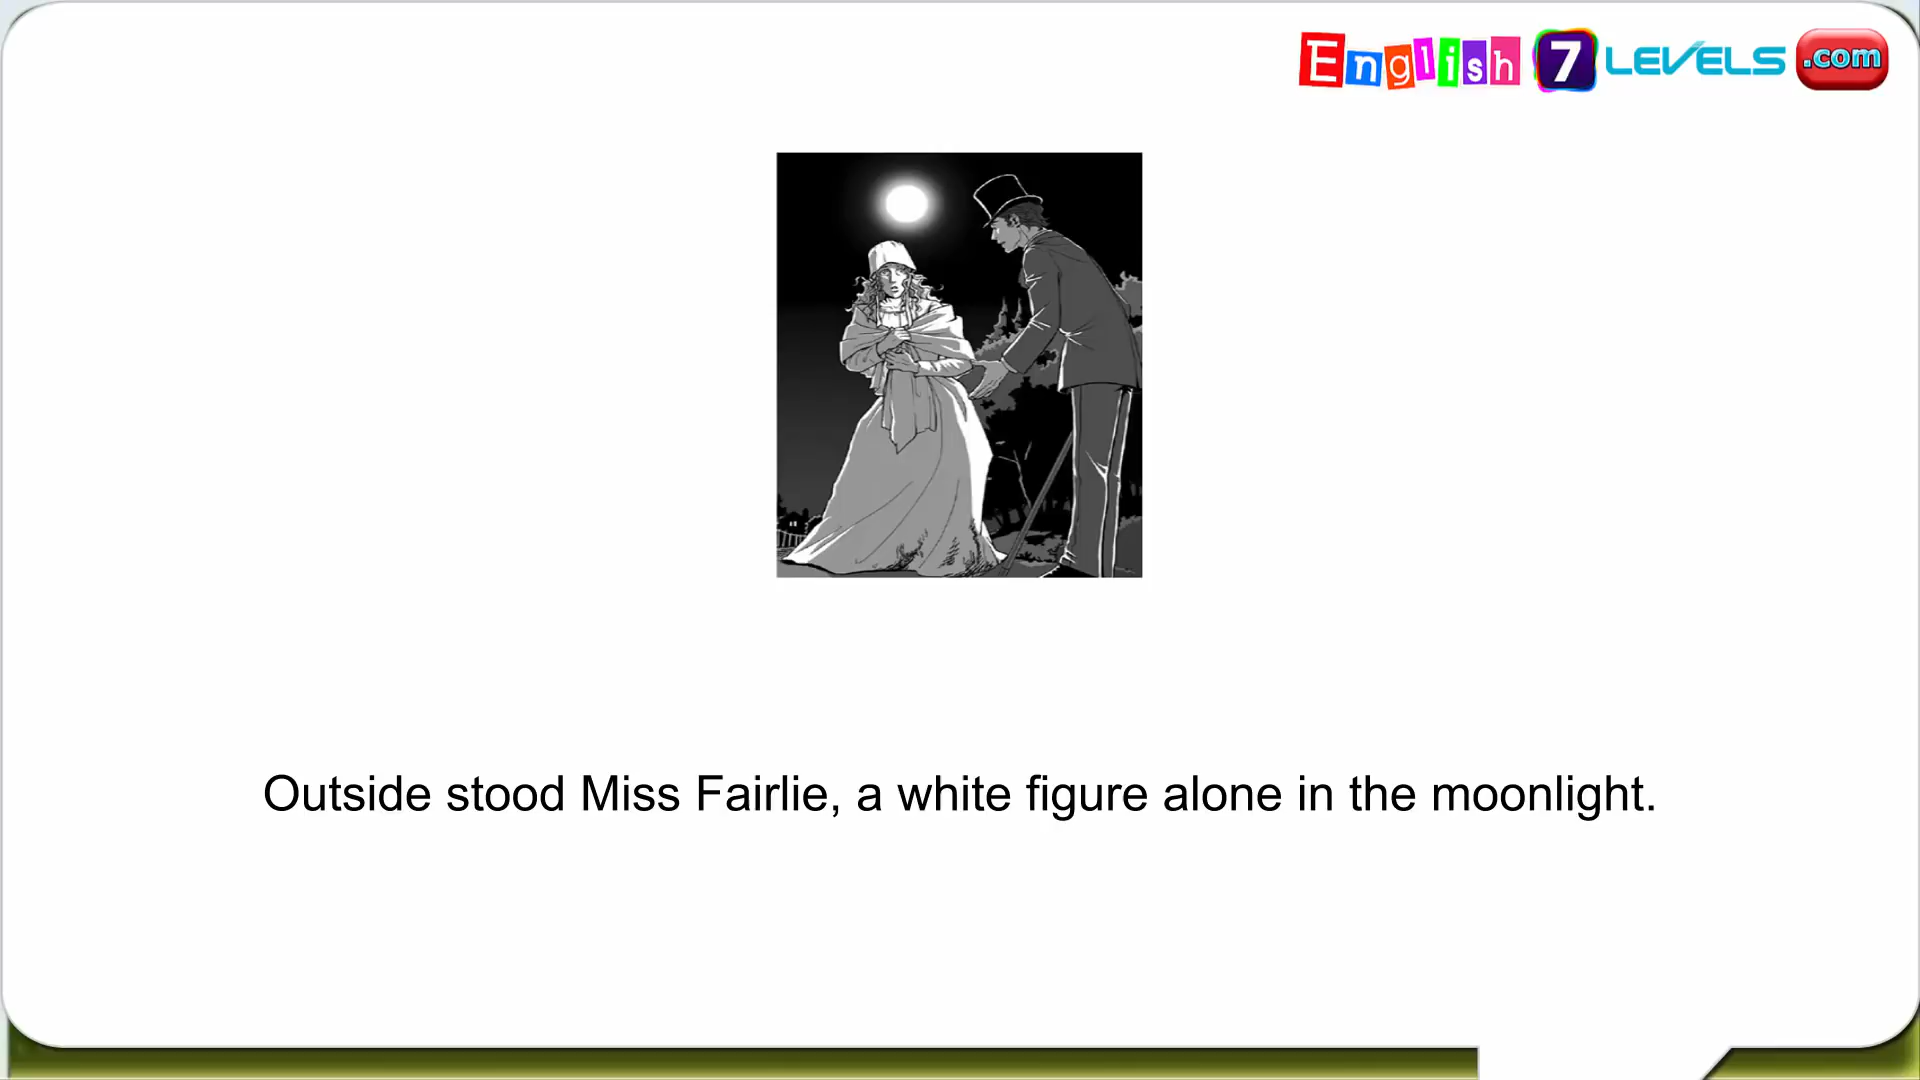 English 7 LEVELS .com
Outside stood Miss Fairlie, a white figure alone in the moonlight.